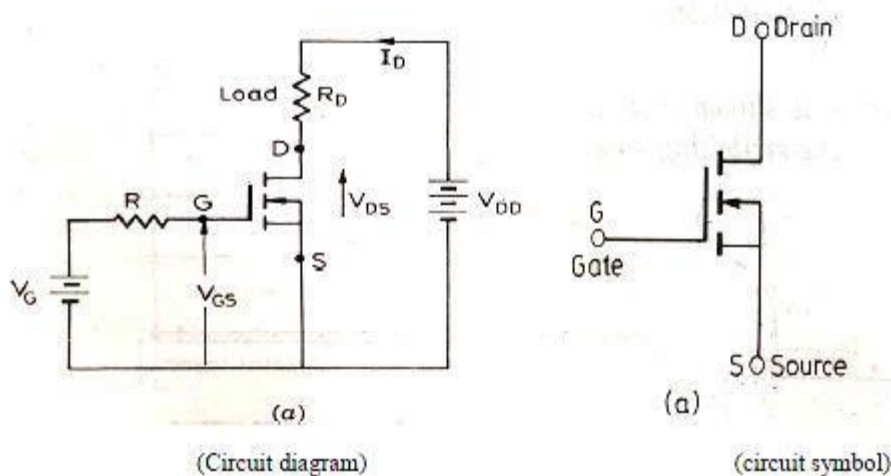 I_D
Load R_D
D
V_DS
V_DD
R G
S
V_G
V_GS
(a)
(Circuit diagram)
D Drain
G
Gate
S Source
(a)
(circuit symbol)